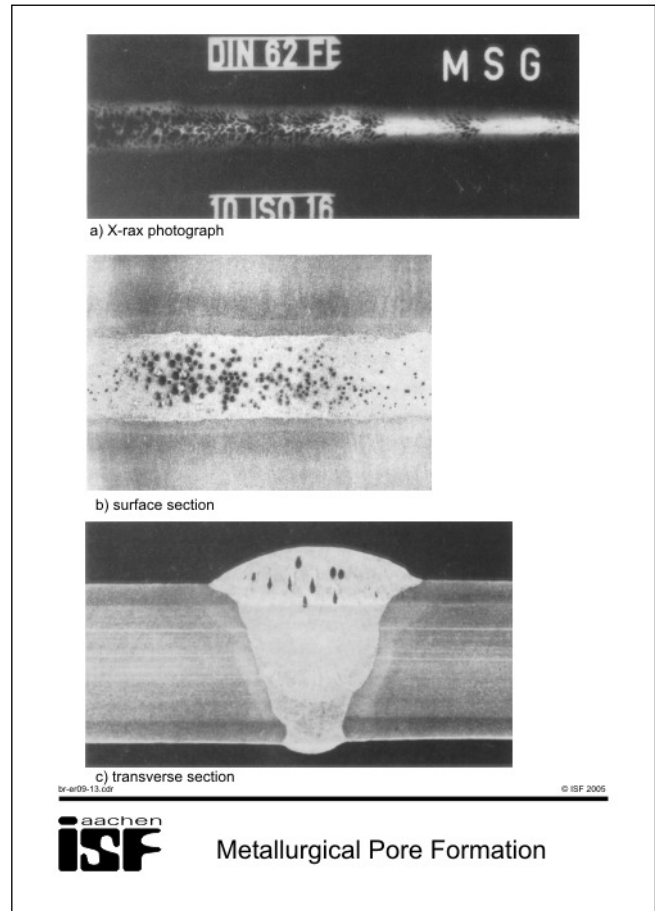 DIN 62 FE
M S G
10 ISO 16
a) X-rax photograph
b) surface section
c) transverse section
br-er09-13.cdr
© ISF 2005
aachen
ISF
Metallurgical Pore Formation